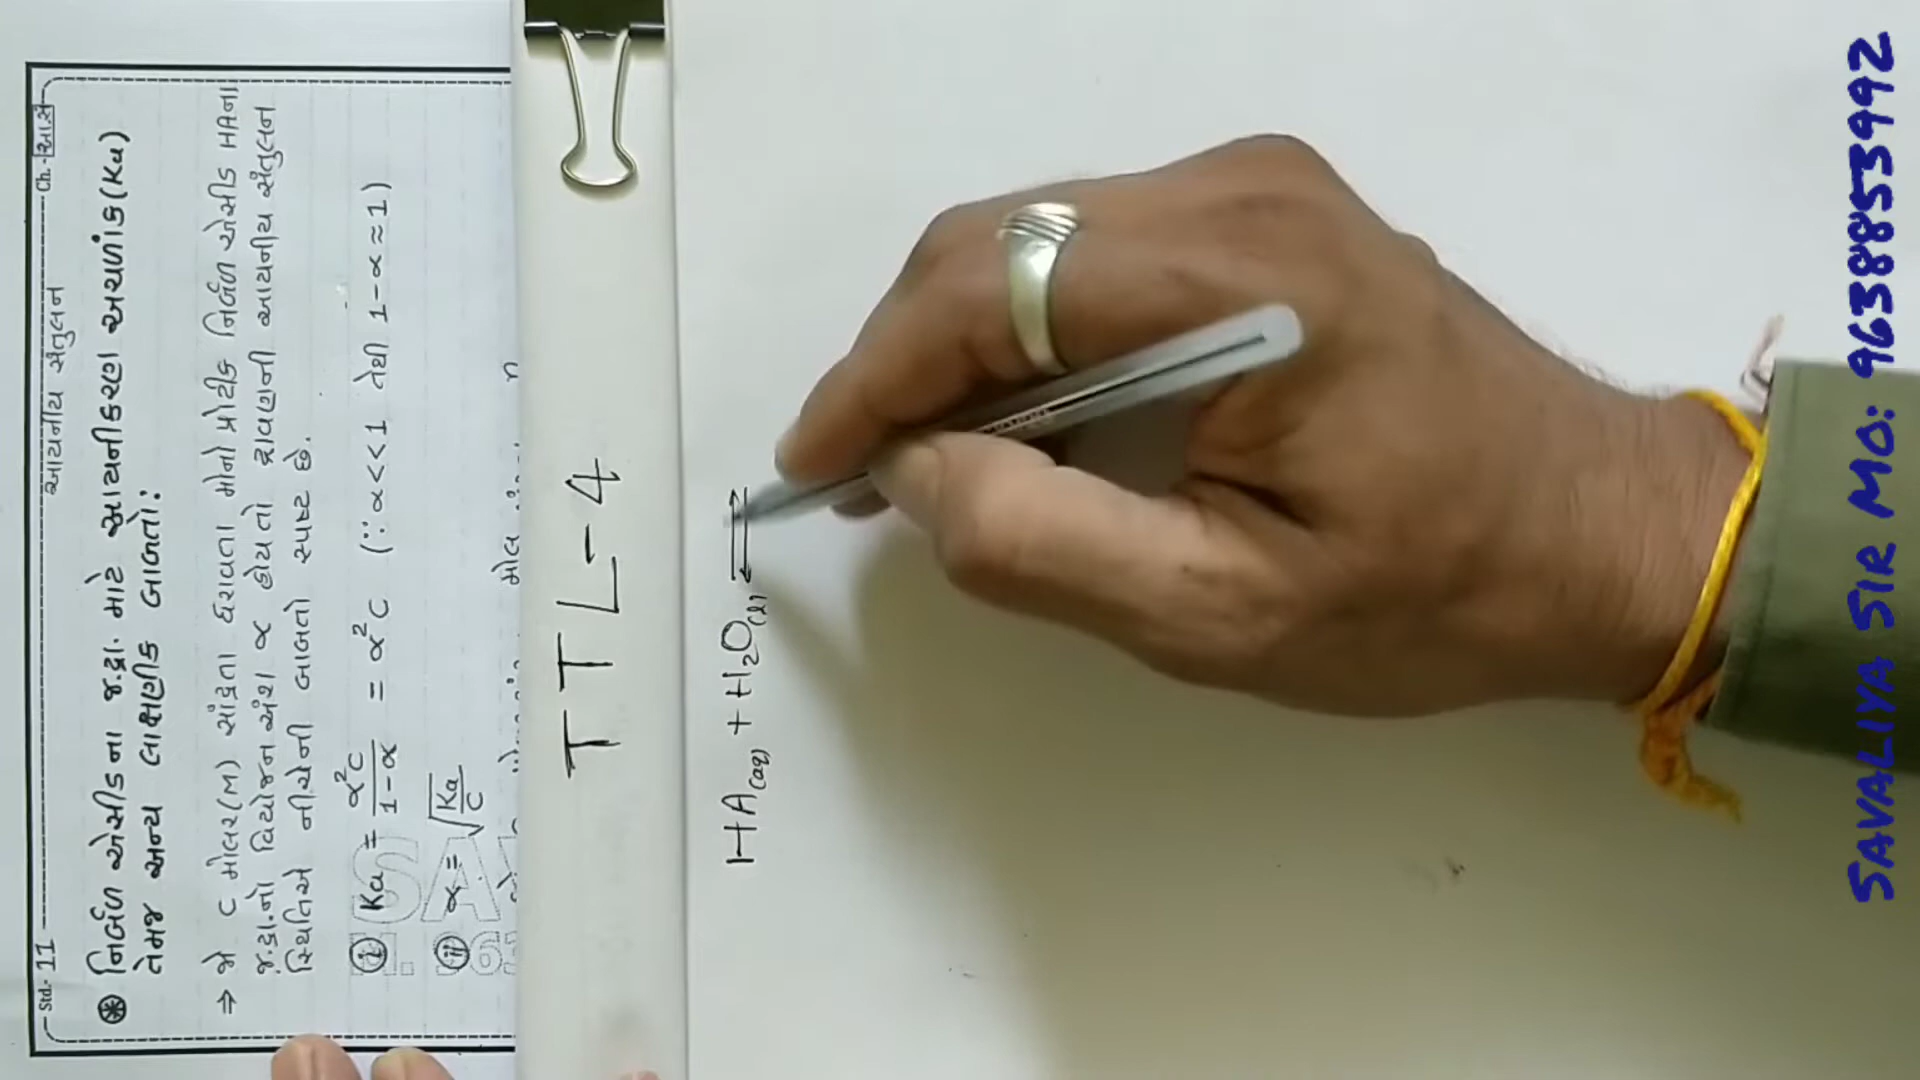 Std.- 11
આયનીય સંતુલન
Ch.-આ.સં
નિર્બળ એસીડના જ.દ્રા. માટે આયનીકરણ અચળાંક (Ka)
તેમજ અન્ય લાક્ષણીક બાબતો:
⇒ જો C મોલર(M) સાંદ્રતા ધરાવતા મોનો પ્રોટીક નિર્બળ એસીડ HAના
જ.દ્રા.નો વિયોજન અંશ α હોય તો દ્રાવણની આયનીય સંતુલન
સ્થિતિએ નીચેની બાબતો સ્પષ્ટ છે.
(i) Ka = α²C / 1-α = α²C (∵ α<<1 તેથી 1-α≈1)
(ii) α = √Ka/C
SA
M. 963
TTL-4
HA(aq) + H₂O(l) ⇌
SAVALIYA SIR MO: 9638853992